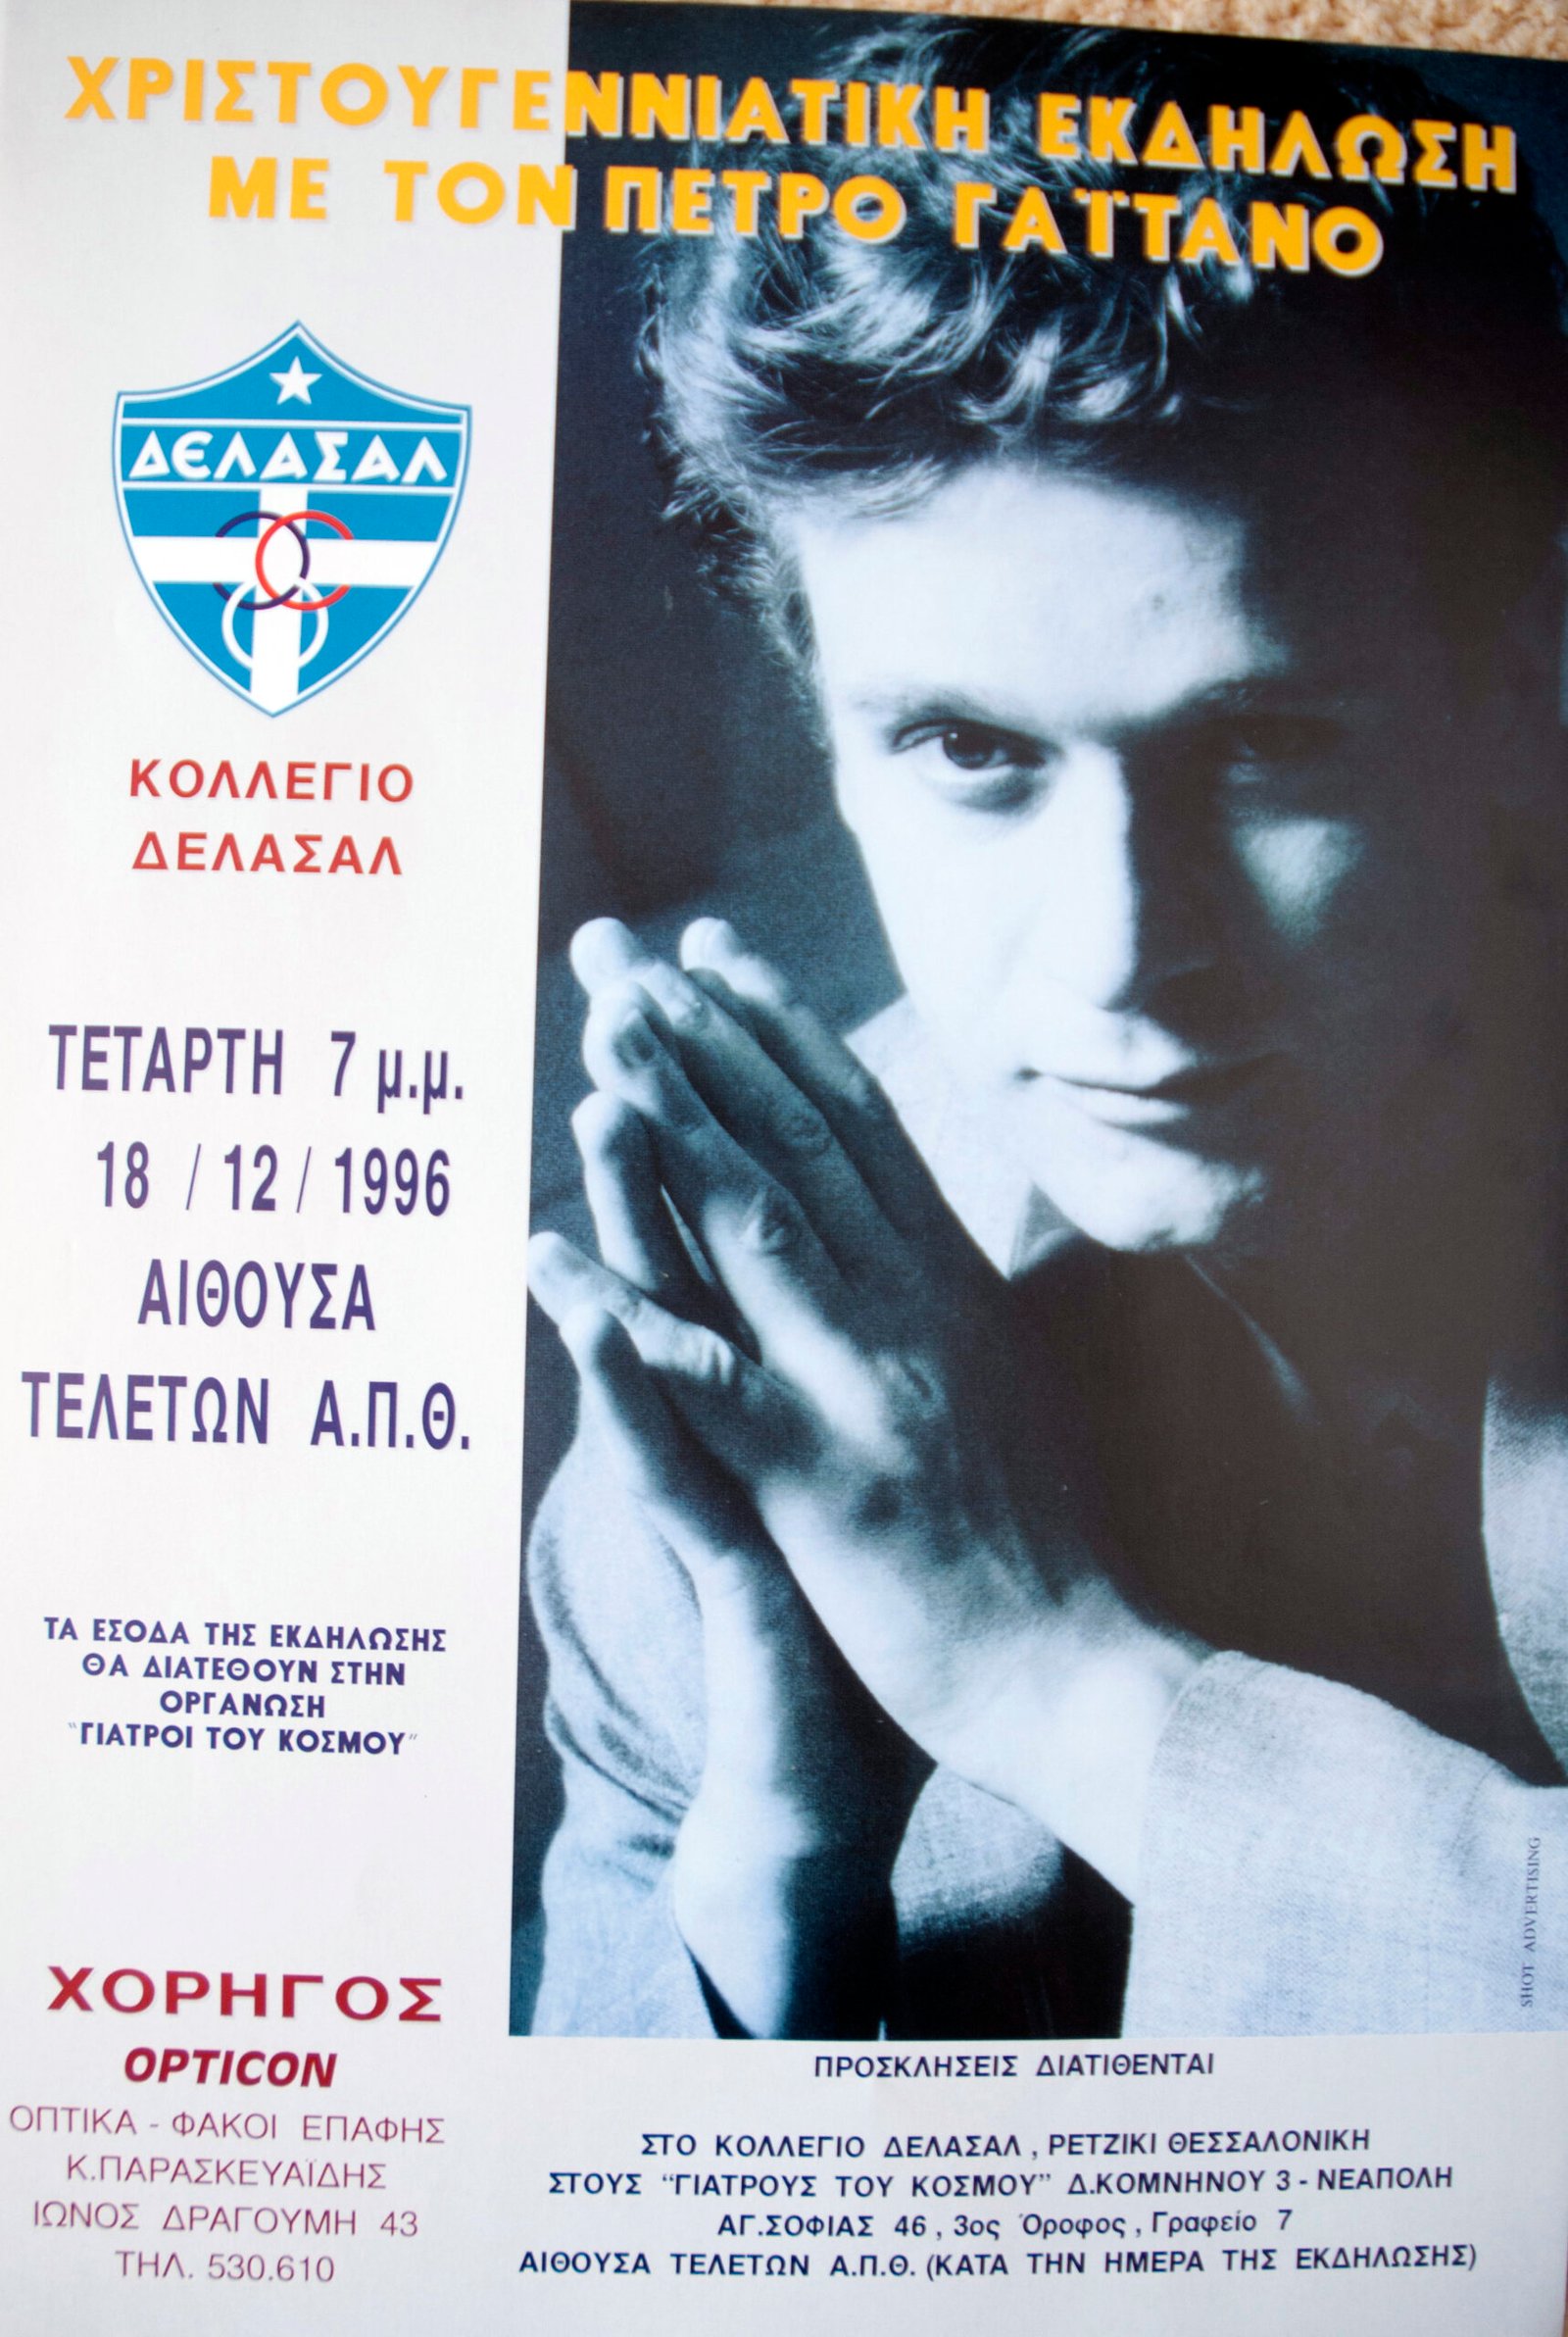 ΧΡΙΣΤΟΥΓΕΝΝΙΑΤΙΚΗ ΕΚΔΗΛΩΣΗ
ΜΕ ΤΟΝ ΠΕΤΡΟ ΓΑΪΤΑΝΟ
ΔΕΛΑΣΑΛ
ΚΟΛΛΕΓΙΟ
ΔΕΛΑΣΑΛ
ΤΕΤΑΡΤΗ 7 μ.μ.
18 / 12 / 1996
ΑΙΘΟΥΣΑ
ΤΕΛΕΤΩΝ Α.Π.Θ.
ΤΑ ΕΣΟΔΑ ΤΗΣ ΕΚΔΗΛΩΣΗΣ
ΘΑ ΔΙΑΤΕΘΟΥΝ ΣΤΗΝ
ΟΡΓΑΝΩΣΗ
"ΓΙΑΤΡΟΙ ΤΟΥ ΚΟΣΜΟΥ"
ΧΟΡΗΓΟΣ
OPTICON
ΟΠΤΙΚΑ - ΦΑΚΟΙ ΕΠΑΦΗΣ
Κ.ΠΑΡΑΣΚΕΥΑΪΔΗΣ
ΙΩΝΟΣ ΔΡΑΓΟΥΜΗ 43
ΤΗΛ. 530.610
SHOT ADVERTISING
ΠΡΟΣΚΛΗΣΕΙΣ ΔΙΑΤΙΘΕΝΤΑΙ
ΣΤΟ ΚΟΛΛΕΓΙΟ ΔΕΛΑΣΑΛ , ΡΕΤΖΙΚΙ ΘΕΣΣΑΛΟΝΙΚΗ
ΣΤΟΥΣ "ΓΙΑΤΡΟΥΣ ΤΟΥ ΚΟΣΜΟΥ" Δ.ΚΟΜΝΗΝΟΥ 3 - ΝΕΑΠΟΛΗ
ΑΓ.ΣΟΦΙΑΣ 46 , 3ος Όροφος , Γραφείο 7
ΑΙΘΟΥΣΑ ΤΕΛΕΤΩΝ Α.Π.Θ. (ΚΑΤΑ ΤΗΝ ΗΜΕΡΑ ΤΗΣ ΕΚΔΗΛΩΣΗΣ)